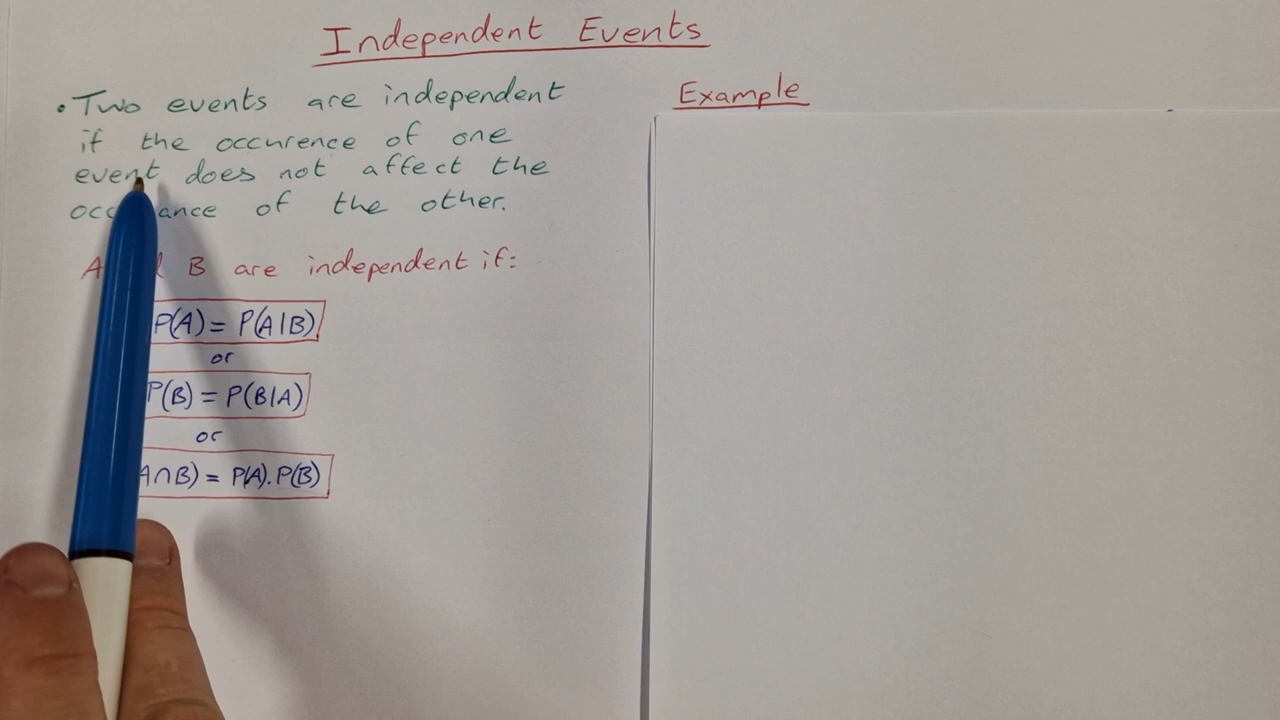 Independent Events
• Two events are independent
if the occurence of one
event does not affect the
of the other.
B are independent if:
P(A) = P(A|B)
or
P(B) = P(B|A)
or
A∩B) = P(A).P(B)
Example